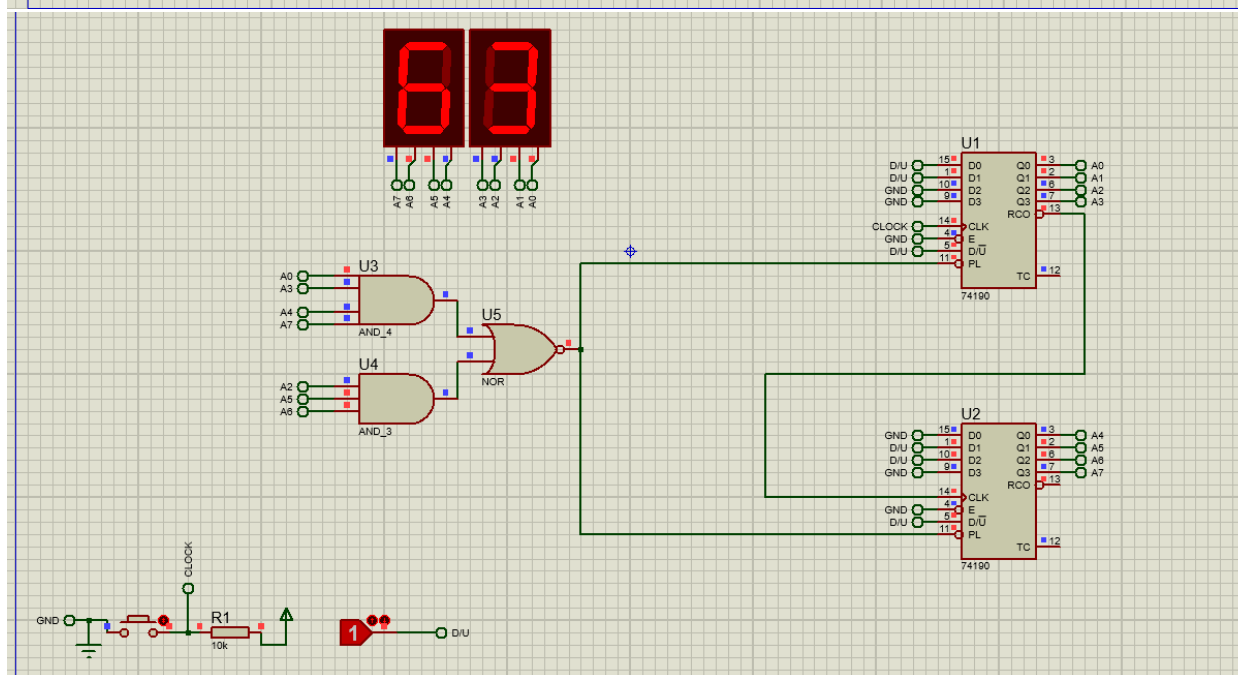 63
A7 A6 A5 A4 A3 A2 A1 A0
U1
D/U 15 D0 Q0 3 A0
D/U 1 D1 Q1 2 A1
GND 10 D2 Q2 6 A2
GND 9 D3 Q3 7 A3
RCO 13
CLOCK 14 CLK
GND 4 E
D/U 5 D/U
11 PL
TC 12
74190
U3
A0
A3
A4
A7
AND_4
U5
NOR
U4
A2
A5
A6
AND_3
U2
GND 15 D0 Q0 3 A4
D/U 1 D1 Q1 2 A5
D/U 10 D2 Q2 6 A6
GND 9 D3 Q3 7 A7
RCO 13
14 CLK
GND 4 E
D/U 5 D/U
11 PL
TC 12
74190
CLOCK
GND
R1
10k
1 D/U